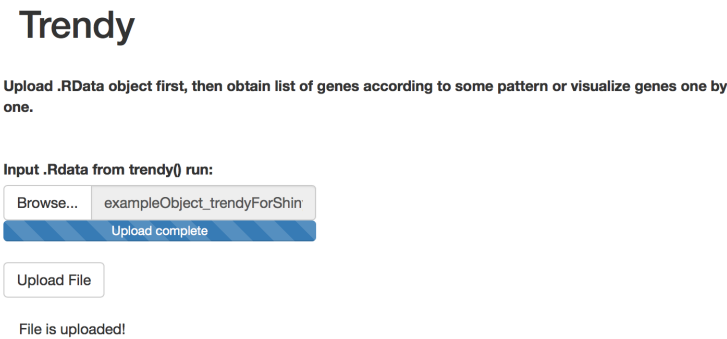 Trendy
Upload .RData object first, then obtain list of genes according to some pattern or visualize genes one by
one.
Input .Rdata from trendy() run:
Browse... exampleObject_trendyForShin
Upload complete
Upload File
File is uploaded!